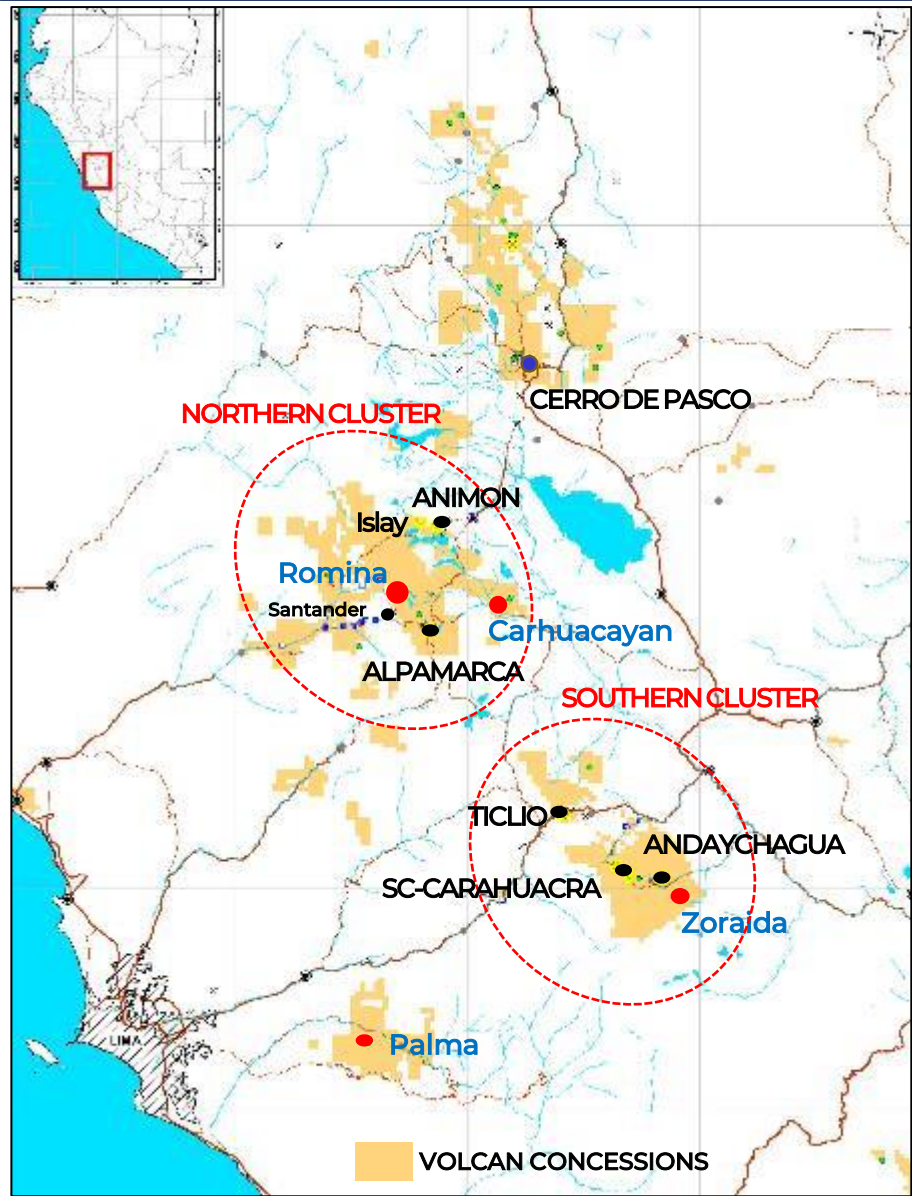 CERRO DE PASCO
NORTHERN CLUSTER
ANIMON
Islay
Romina
Santander
Carhuacayan
ALPAMARCA
SOUTHERN CLUSTER
TICLIO
ANDAYCHAGUA
SC-CARAHUACRA
Zoraida
LIMA
Palma
VOLCAN CONCESSIONS